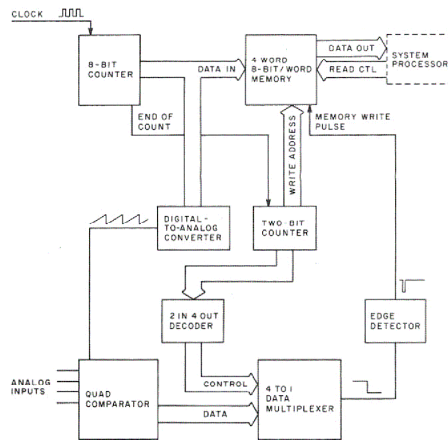 CLOCK
8-BIT
COUNTER
DATA IN
4 WORD
8-BIT/WORD
MEMORY
DATA OUT
READ CTL
SYSTEM
PROCESSOR
END OF
COUNT
WRITE ADDRESS
MEMORY WRITE
PULSE
DIGITAL-
TO-ANALOG
CONVERTER
TWO-BIT
COUNTER
2 IN 4 OUT
DECODER
EDGE
DETECTOR
ANALOG
INPUTS
QUAD
COMPARATOR
CONTROL
DATA
4 TO 1
DATA
MULTIPLEXER